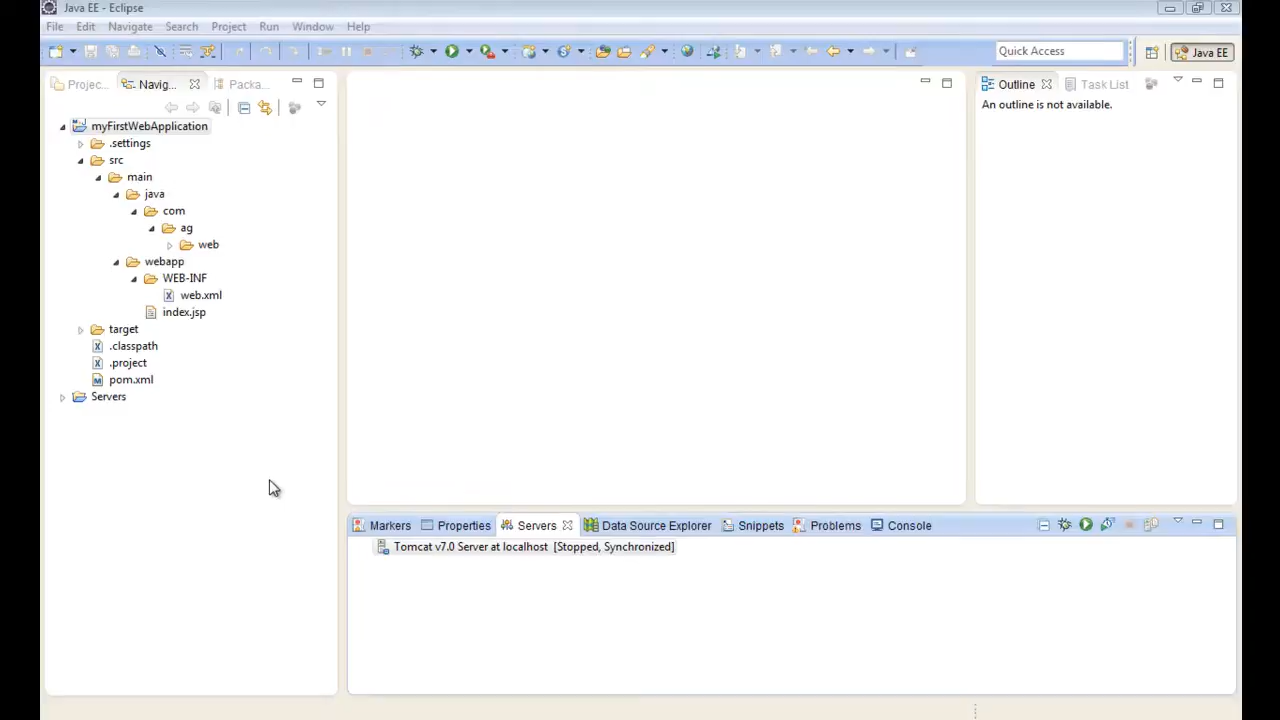 Java EE - Eclipse
File Edit Navigate Search Project Run Window Help
Quick Access
Java EE
Projec...
Navig...
Packa...
myFirstWebApplication
.settings
src
main
java
com
ag
web
webapp
WEB-INF
web.xml
index.jsp
target
.classpath
.project
pom.xml
Servers
Outline
Task List
An outline is not available.
Markers
Properties
Servers
Data Source Explorer
Snippets
Problems
Console
Tomcat v7.0 Server at localhost [Stopped, Synchronized]